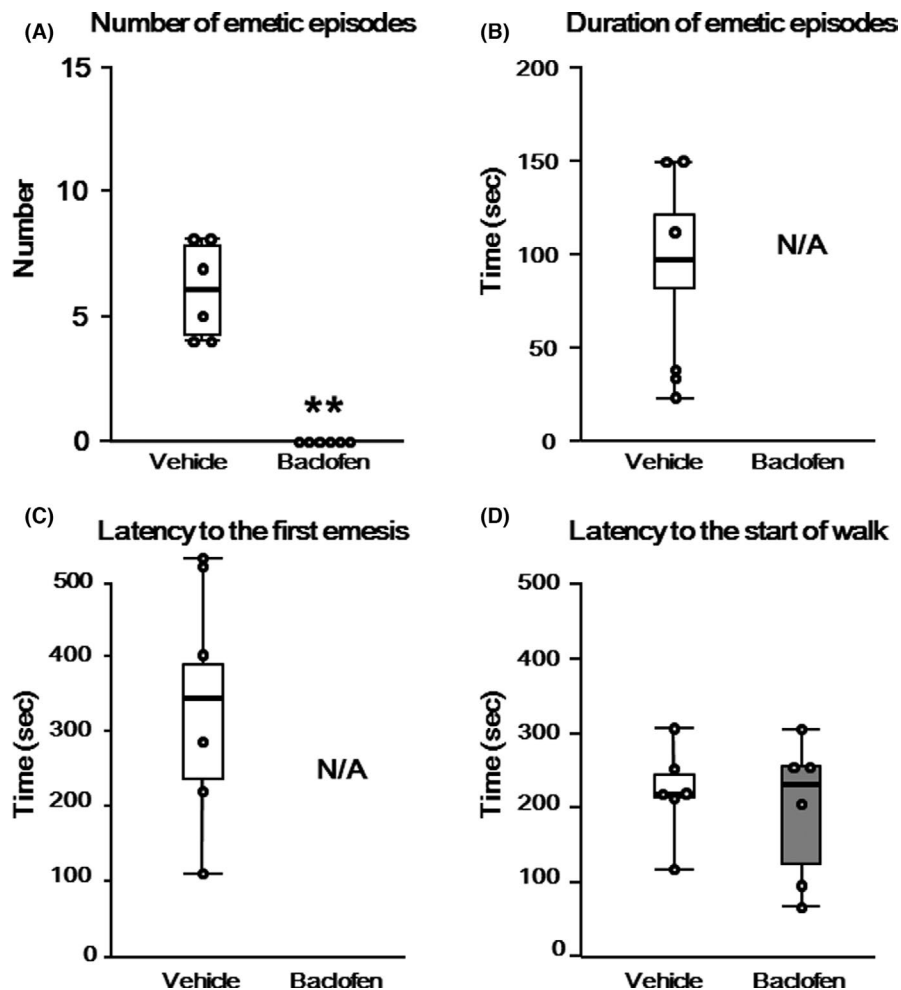 (A) Number of emetic episodes
15
10
5
0
Number
**
Vehicle Baclofen
(B) Duration of emetic episodes
200
150
100
50
0
Time (sec)
N/A
Vehicle Baclofen
(C) Latency to the first emesis
500
400
300
200
100
0
Time (sec)
N/A
Vehicle Baclofen
(D) Latency to the start of walk
500
400
300
200
100
0
Time (sec)
Vehicle Baclofen